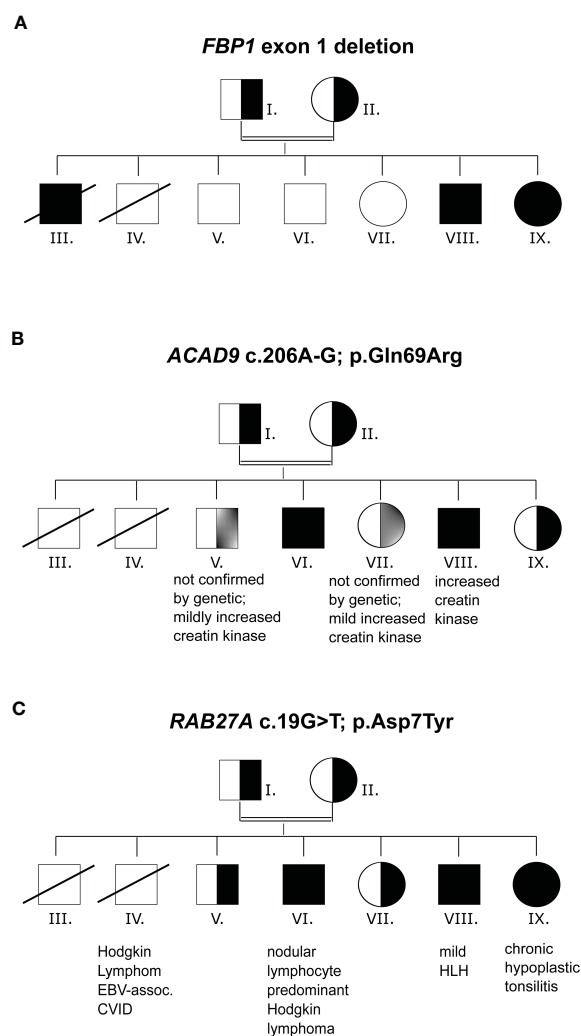 A
FBP1 exon 1 deletion
I. II.
III. IV. V. VI. VII. VIII. IX.
B
ACAD9 c.206A-G; p.Gln69Arg
I. II.
III. IV. V. VI. VII. VIII. IX.
not confirmed
by genetic;
mildly increased
creatin kinase
not confirmed
by genetic;
mild increased
creatin kinase
increased
creatin
kinase
C
RAB27A c.19G>T; p.Asp7Tyr
I. II.
III. IV. V. VI. VII. VIII. IX.
Hodgkin
Lymphom
EBV-assoc.
CVID
nodular
lymphocyte
predominant
Hodgkin
lymphoma
mild
HLH
chronic
hypoplastic
tonsilitis